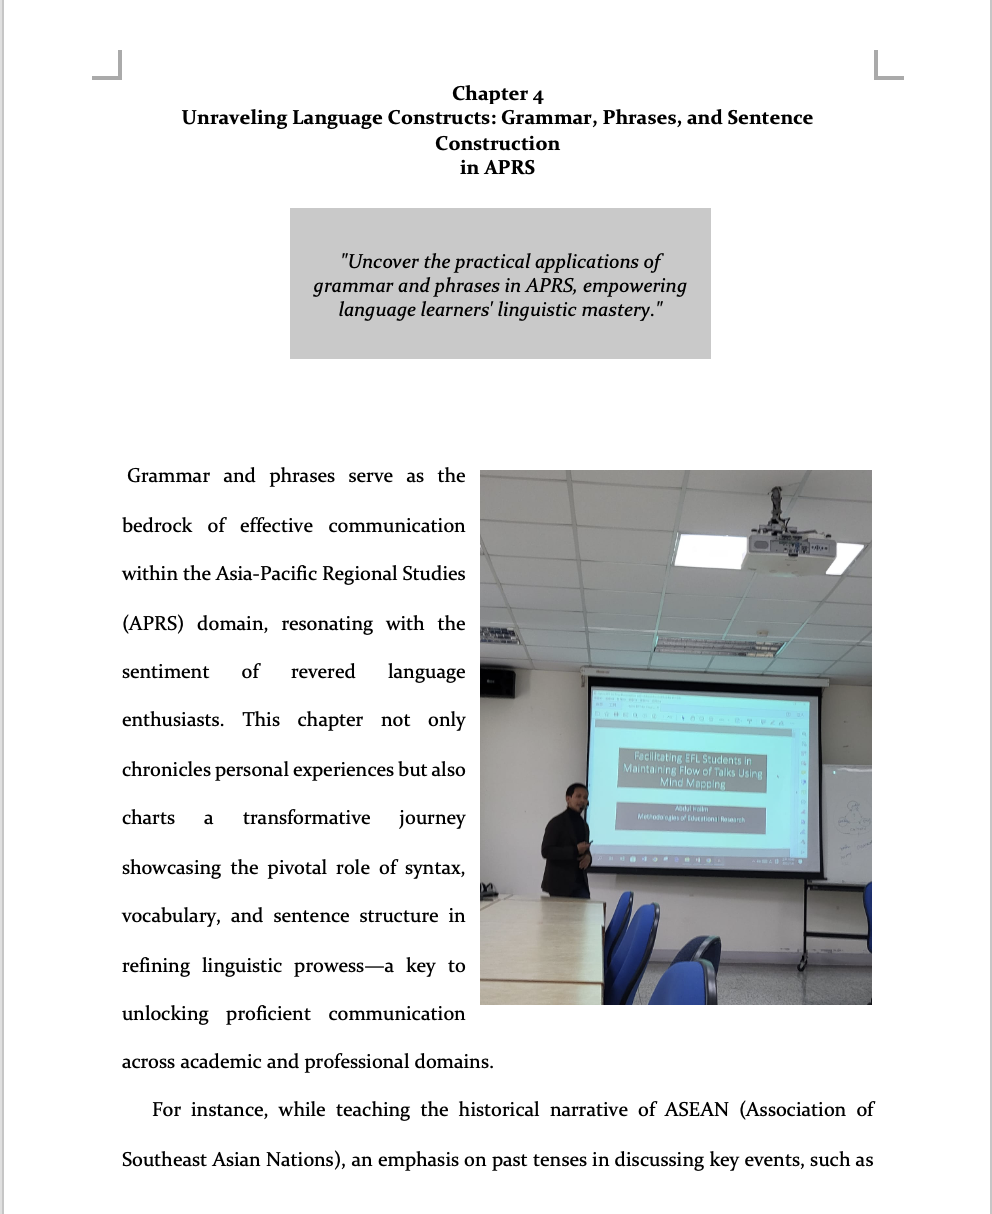 Chapter 4
Unraveling Language Constructs: Grammar, Phrases, and Sentence
Construction
in APRS
"Uncover the practical applications of
grammar and phrases in APRS, empowering
language learners' linguistic mastery."
Grammar and phrases serve as the
bedrock of effective communication
within the Asia-Pacific Regional Studies
(APRS) domain, resonating with the
sentiment of revered language
enthusiasts. This chapter not only
chronicles personal experiences but also
charts a transformative journey
showcasing the pivotal role of syntax,
vocabulary, and sentence structure in
refining linguistic prowess—a key to
unlocking proficient communication
across academic and professional domains.
Facilitating EFL Students in
Maintaining Flow of Talks Using
Mind Mapping
Abdul
Methodologies of Educational Research
For instance, while teaching the historical narrative of ASEAN (Association of
Southeast Asian Nations), an emphasis on past tenses in discussing key events, such as